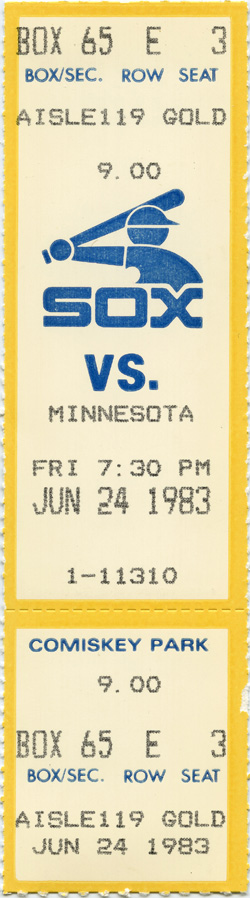 BOX 65 E 3
BOX/SEC. ROW SEAT
AISLE119 GOLD
9.00
SOX
VS.
MINNESOTA
FRI 7:30 PM
JUN 24 1983
1-11310
COMISKEY PARK
9.00
BOX 65 E 3
BOX/SEC. ROW SEAT
AISLE119 GOLD
JUN 24 1983